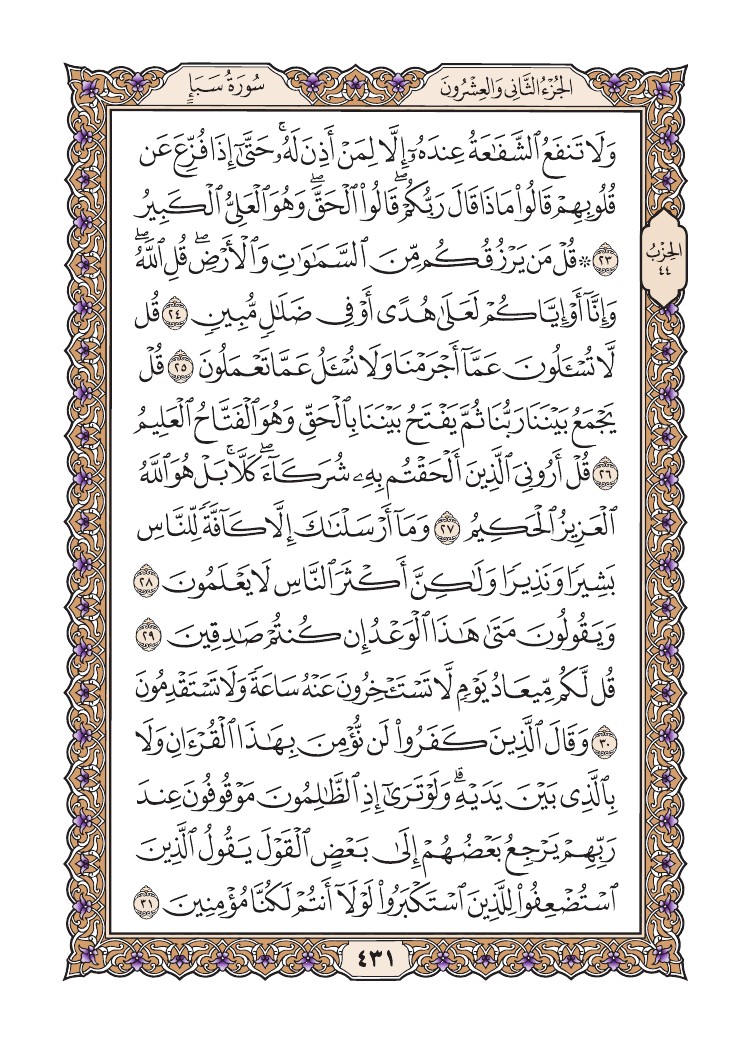 الجُزْءُ الثَّانِي وَالعِشْرُونَ
سُورَةُ سَبَإٍ
وَلَا تَنفَعُ ٱلشَّفَٰعَةُ عِندَهُۥٓ إِلَّا لِمَنْ أَذِنَ لَهُۥۚ حَتَّىٰٓ إِذَا فُزِّعَ عَن
قُلُوبِهِمْ قَالُوا۟ مَاذَا قَالَ رَبُّكُمْۖ قَالُوا۟ ٱلْحَقَّۖ وَهُوَ ٱلْعَلِىُّ ٱلْكَبِيرُ
٢٣ ۞ قُلْ مَن يَرْزُقُكُم مِّنَ ٱلسَّمَٰوَٰتِ وَٱلْأَرْضِۖ قُلِ ٱللَّهُۖ
وَإِنَّآ أَوْ إِيَّاكُمْ لَعَلَىٰ هُدًى أَوْ فِى ضَلَٰلٍ مُّبِينٍ ٢٤ قُل
لَّا تُسْـَٔلُونَ عَمَّآ أَجْرَمْنَا وَلَا نُسْـَٔلُ عَمَّا تَعْمَلُونَ ٢٥ قُلْ
يَجْمَعُ بَيْنَنَا رَبُّنَا ثُمَّ يَفْتَحُ بَيْنَنَا بِٱلْحَقِّ وَهُوَ ٱلْفَتَّاحُ ٱلْعَلِيمُ
٢٦ قُلْ أَرُونِىَ ٱلَّذِينَ أَلْحَقْتُم بِهِۦ شُرَكَآءَۖ كَلَّاۚ بَلْ هُوَ ٱللَّهُ
ٱلْعَزِيزُ ٱلْحَكِيمُ ٢٧ وَمَآ أَرْسَلْنَٰكَ إِلَّا كَآفَّةً لِّلنَّاسِ
بَشِيرًا وَنَذِيرًا وَلَٰكِنَّ أَكْثَرَ ٱلنَّاسِ لَا يَعْلَمُونَ ٢٨
وَيَقُولُونَ مَتَىٰ هَٰذَا ٱلْوَعْدُ إِن كُنتُمْ صَٰدِقِينَ ٢٩
قُل لَّكُم مِّيعَادُ يَوْمٍ لَّا تَسْتَـْٔخِرُونَ عَنْهُ سَاعَةً وَلَا تَسْتَقْدِمُونَ
٣٠ وَقَالَ ٱلَّذِينَ كَفَرُوا۟ لَن نُّؤْمِنَ بِهَٰذَا ٱلْقُرْءَانِ وَلَا
بِٱلَّذِى بَيْنَ يَدَيْهِۗ وَلَوْ تَرَىٰٓ إِذِ ٱلظَّٰلِمُونَ مَوْقُوفُونَ عِندَ
رَبِّهِمْ يَرْجِعُ بَعْضُهُمْ إِلَىٰ بَعْضٍ ٱلْقَوْلَ يَقُولُ ٱلَّذِينَ
ٱسْتُضْعِفُوا۟ لِلَّذِينَ ٱسْتَكْبَرُوا۟ لَوْلَآ أَنتُمْ لَكُنَّا مُؤْمِنِينَ ٣١
الحِزْبُ
٤٤
٤٣١